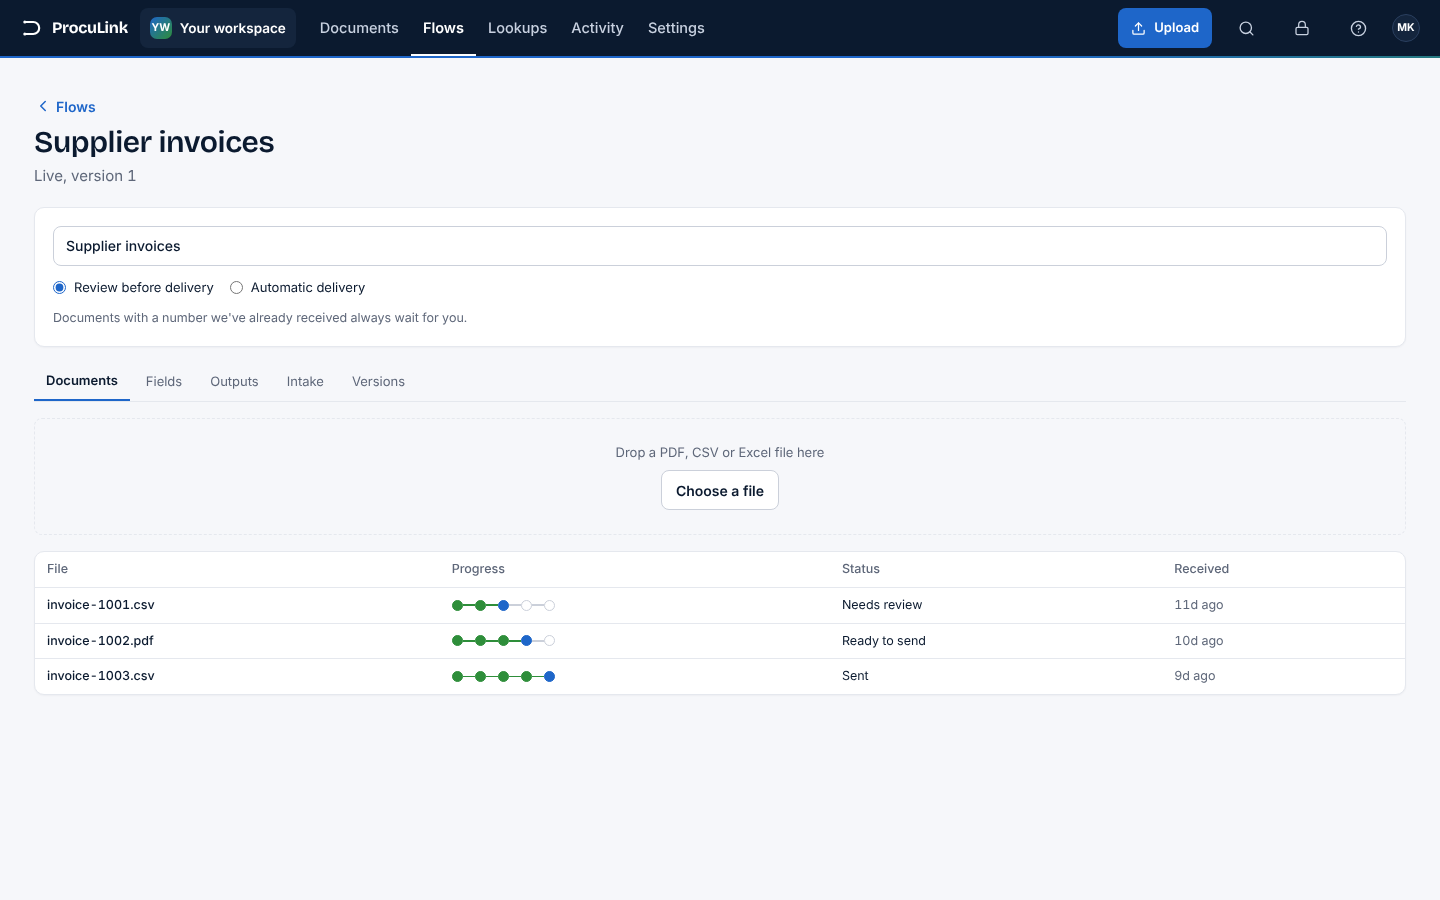 ProcuLink
YW Your workspace
Documents Flows Lookups Activity Settings
Upload
MK
Flows
Supplier invoices
Live, version 1
Supplier invoices
Review before delivery Automatic delivery
Documents with a number we've already received always wait for you.
Documents Fields Outputs Intake Versions
Drop a PDF, CSV or Excel file here
Choose a file
File Progress Status Received
invoice-1001.csv Needs review 11d ago
invoice-1002.pdf Ready to send 10d ago
invoice-1003.csv Sent 9d ago